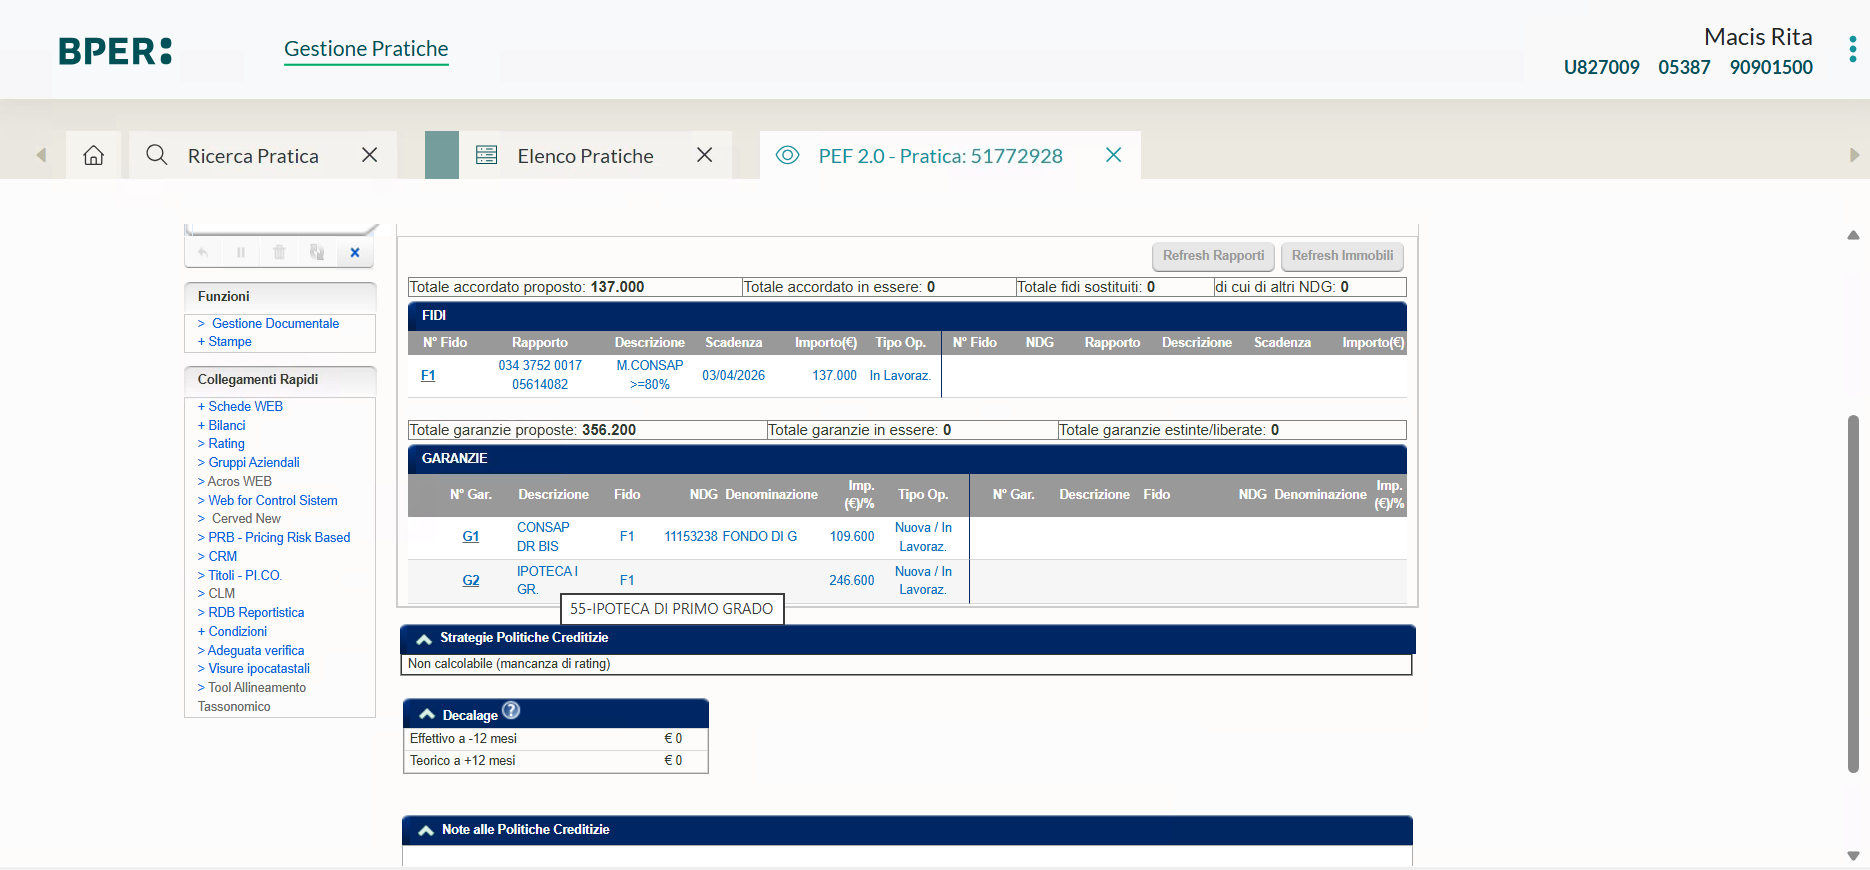 BPER:
Gestione Pratiche
Macis Rita
U827009 05387 90901500
Ricerca Pratica
Elenco Pratiche
PEF 2.0 - Pratica: 51772928
Refresh Rapporti Refresh Immobili
Funzioni
> Gestione Documentale
+ Stampe
Collegamenti Rapidi
+ Schede WEB
+ Bilanci
> Rating
> Gruppi Aziendali
> Acros WEB
> Web for Control Sistem
> Cerved New
> PRB - Pricing Risk Based
> CRM
> Titoli - PI.CO.
> CLM
> RDB Reportistica
+ Condizioni
> Adeguata verifica
> Visure ipocatastali
> Tool Allineamento
Tassonomico
Totale accordato proposto: 137.000 Totale accordato in essere: 0 Totale fidi sostituiti: 0 di cui di altri NDG: 0
FIDI
N° Fido Rapporto Descrizione Scadenza Importo(€) Tipo Op. N° Fido NDG Rapporto Descrizione Scadenza Importo(€)
F1 034 3752 0017 05614082 M.CONSAP >=80% 03/04/2026 137.000 In Lavoraz.
Totale garanzie proposte: 356.200 Totale garanzie in essere: 0 Totale garanzie estinte/liberate: 0
GARANZIE
N° Gar. Descrizione Fido NDG Denominazione Imp. (€)/% Tipo Op. N° Gar. Descrizione Fido NDG Denominazione Imp. (€)/%
G1 CONSAP DR BIS F1 11153238 FONDO DI G 109.600 Nuova / In Lavoraz.
G2 IPOTECA I GR. F1 246.600 Nuova / In Lavoraz.
55-IPOTECA DI PRIMO GRADO
Strategie Politiche Creditizie
Non calcolabile (mancanza di rating)
Decalage ?
Effettivo a -12 mesi € 0
Teorico a +12 mesi € 0
Note alle Politiche Creditizie